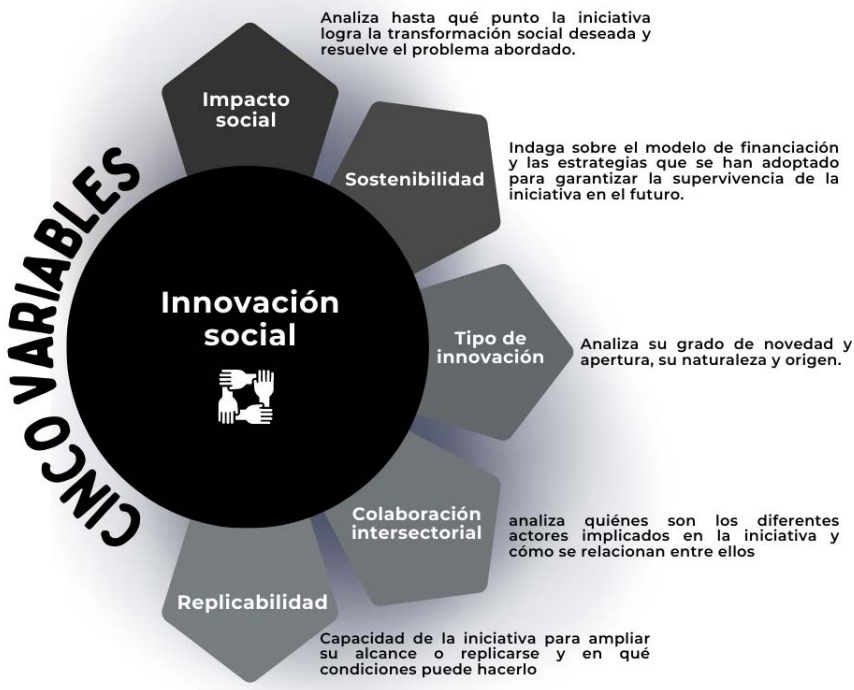 CINCO VARIABLES
Innovación
social
Impacto
social
Analiza hasta qué punto la iniciativa
logra la transformación social deseada y
resuelve el problema abordado.
Sostenibilidad
Indaga sobre el modelo de financiación
y las estrategias que se han adoptado
para garantizar la supervivencia de la
iniciativa en el futuro.
Tipo de
innovación
Analiza su grado de novedad y
apertura, su naturaleza y origen.
Colaboración
intersectorial
analiza quiénes son los diferentes
actores implicados en la iniciativa y
cómo se relacionan entre ellos
Replicabilidad
Capacidad de la iniciativa para ampliar
su alcance o replicarse y en qué
condiciones puede hacerlo